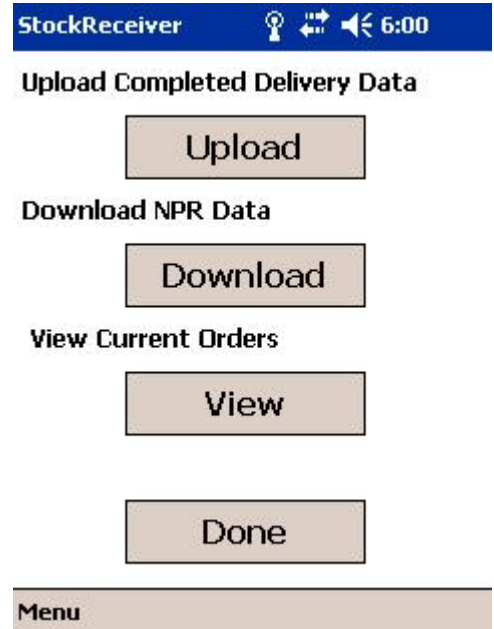 StockReceiver 6:00
Upload Completed Delivery Data
Upload
Download NPR Data
Download
View Current Orders
View
Done
Menu